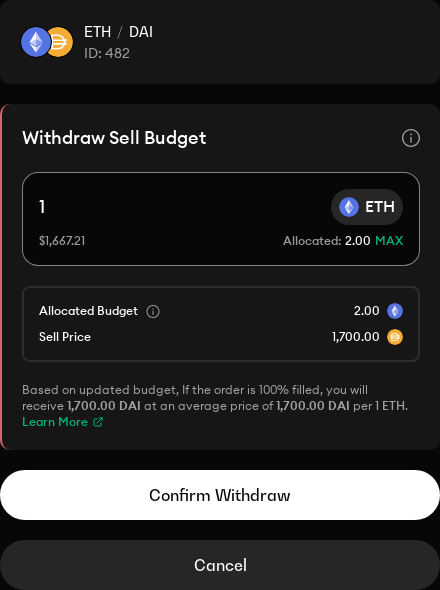 ETH / DAI
ID: 482
Withdraw Sell Budget
1 ETH
$1,667.21 Allocated: 2.00 MAX
Allocated Budget 2.00
Sell Price 1,700.00
Based on updated budget, If the order is 100% filled, you will
receive 1,700.00 DAI at an average price of 1,700.00 DAI per 1 ETH.
Learn More
Confirm Withdraw
Cancel